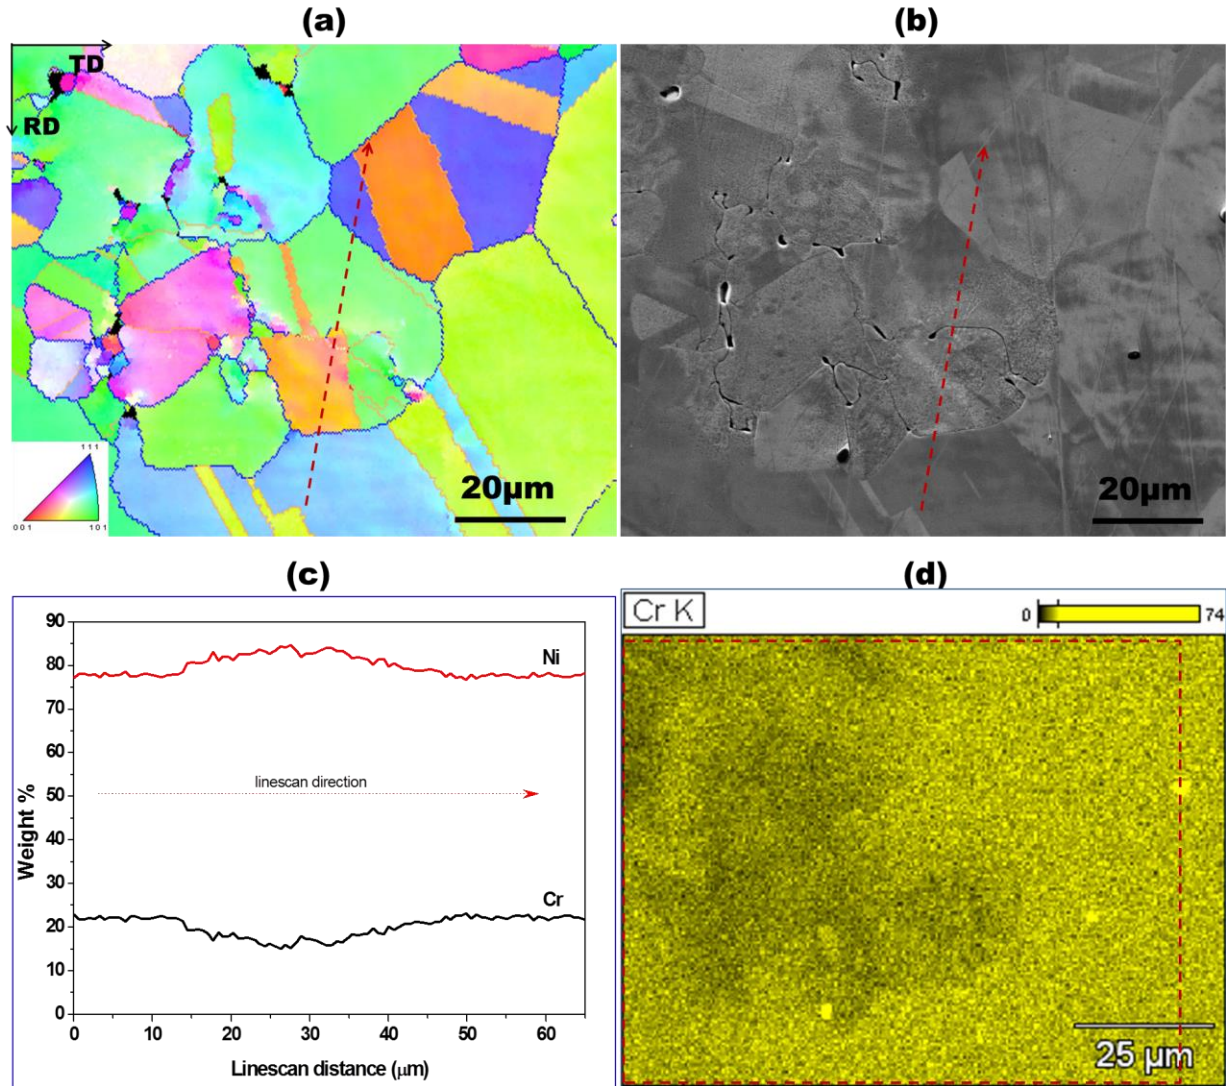 (a)
(b)
TD
RD
111
001
101
20µm
20µm
(c)
(d)
90
80
70
60
50
40
30
20
10
0
Weight %
Ni
linescan direction
Cr
0
10
20
30
40
50
60
Linescan distance (µm)
Cr K
0
74
25 µm